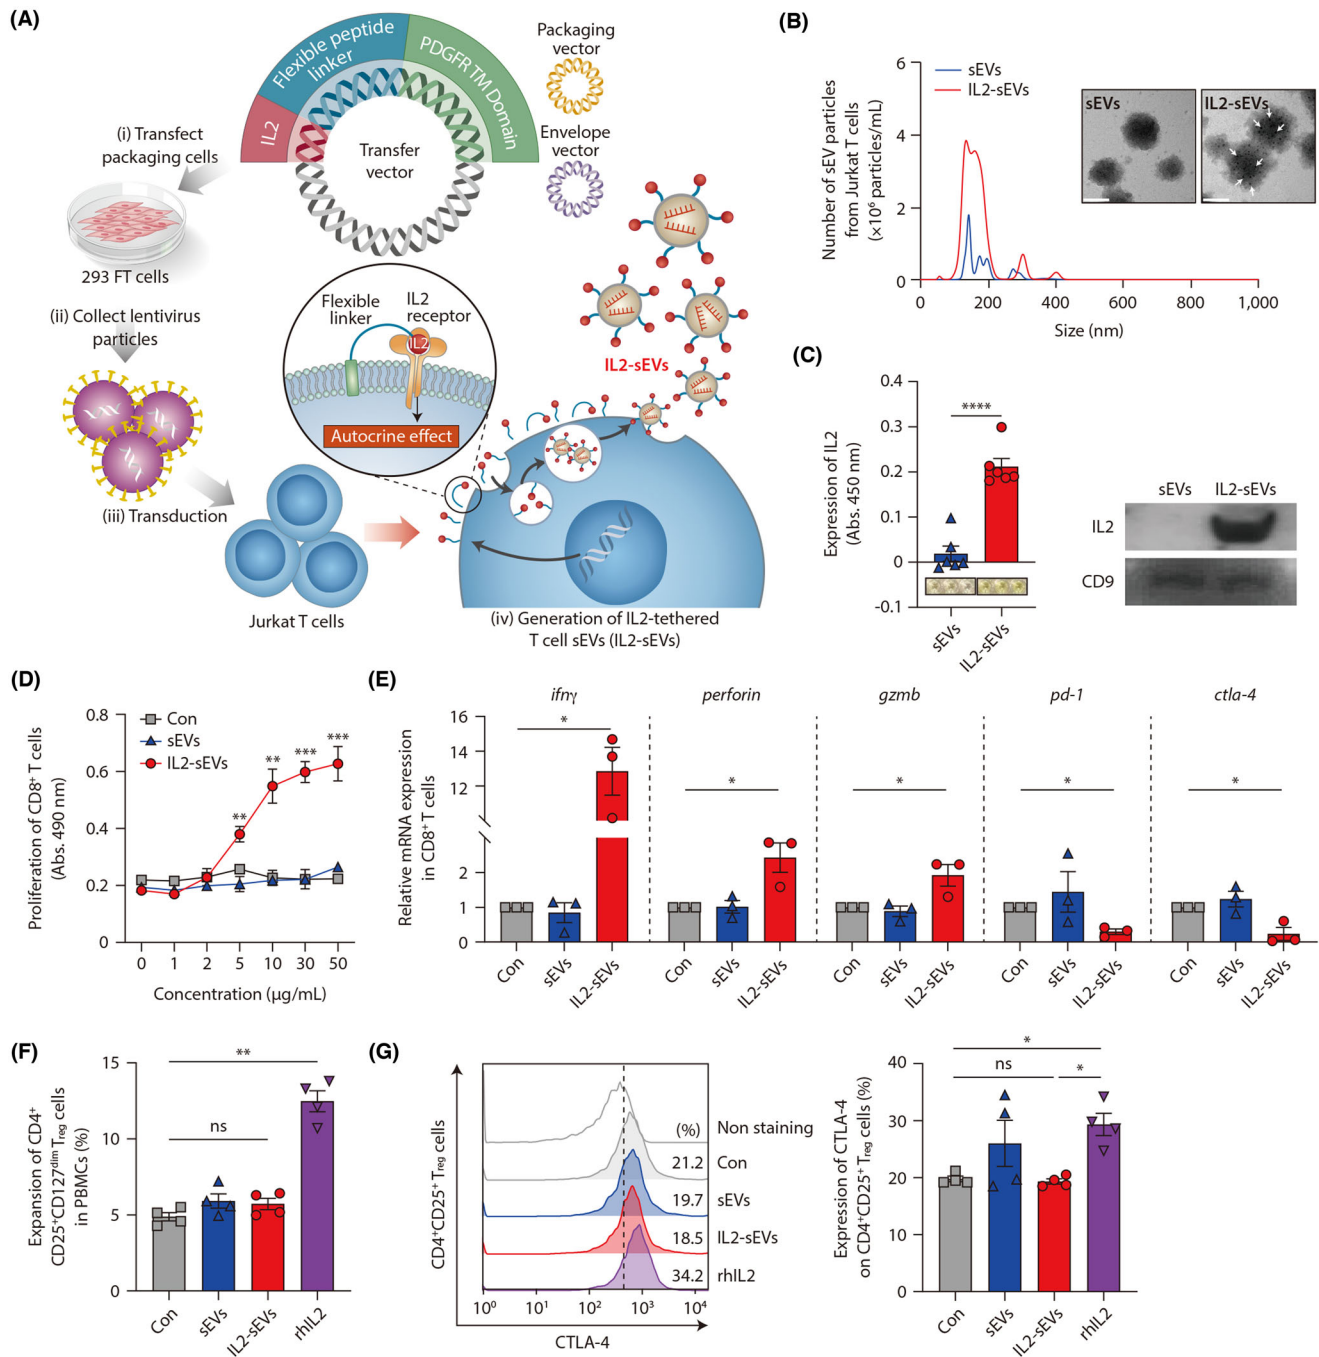 (A)
IL2
Flexible peptide
linker
PDGFR TM Domain
Packaging
vector
Envelope
vector
Transfer
vector
(i) Transfect
packaging cells
293 FT cells
(ii) Collect lentivirus
particles
(iii) Transduction
Jurkat T cells
Flexible
linker
IL2
receptor
IL2
Autocrine effect
IL2-sEVs
(iv) Generation of IL2-tethered
T cell sEVs (IL2-sEVs)
(B)
Number of sEV particles
from Jurkat T cells
(×10⁶ particles/mL)
6
4
2
0
sEVs
IL2-sEVs
sEVs
IL2-sEVs
0
200
400
600
800
1,000
Size (nm)
(C)
Expression of IL2
(Abs. 450 nm)
0.4
0.3
0.2
0.1
0
-0.1
****
sEVs
IL2-sEVs
sEVs
IL2-sEVs
IL2
CD9
(D)
Proliferation of CD8⁺ T cells
(Abs. 490 nm)
0.8
0.6
0.4
0.2
0
Con
sEVs
IL2-sEVs
**
**
***
***
0 1 2 5 10 30 50
Concentration (µg/mL)
(E)
Relative mRNA expression
in CD8⁺T cells
16
14
12
2
1
0
ifnγ
perforin
gzmb
pd-1
ctla-4
*
*
*
*
*
Con
sEVs
IL2-sEVs
Con
sEVs
IL2-sEVs
Con
sEVs
IL2-sEVs
Con
sEVs
IL2-sEVs
Con
sEVs
IL2-sEVs
(F)
Expansion of CD4⁺
CD25⁺CD127ᵈⁱᵐ Treg cells
in PBMCs (%)
15
10
5
0
**
ns
Con
sEVs
IL2-sEVs
rhIL2
(G)
CD4⁺CD25⁺ Treg cells
(%)
Non staining
21.2 Con
19.7 sEVs
18.5 IL2-sEVs
34.2 rhIL2
10⁰ 10¹ 10² 10³ 10⁴
CTLA-4
Expression of CTLA-4
on CD4⁺CD25⁺ Treg cells (%)
40
30
20
10
0
*
ns
*
Con
sEVs
IL2-sEVs
rhIL2